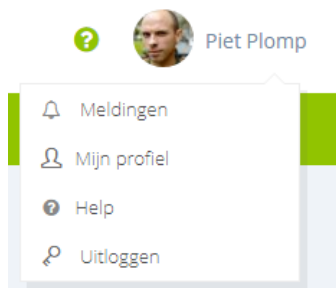 Piet Plomp
Meldingen
Mijn profiel
Help
Uitloggen